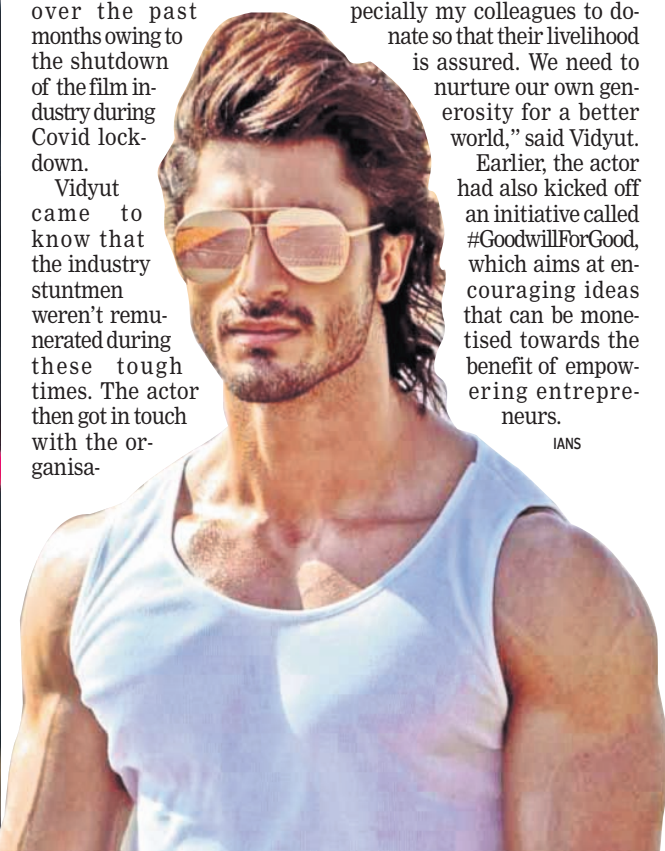 over the past
months owing to
the shutdown
of the film in-
dustry during
Covid lock-
down.
Vidyut
came to
know that
the industry
stuntmen
weren’t remu-
nerated during
these tough
times. The actor
then got in touch
with the or-
ganisa-
pecially my colleagues to do-
nate so that their livelihood
is assured. We need to
nurture our own gen-
erosity for a better
world,” said Vidyut.
Earlier, the actor
had also kicked off
an initiative called
#GoodwillForGood,
which aims at en-
couraging ideas
that can be mone-
tised towards the
benefit of empow-
ering entrepre-
neurs.
IANS